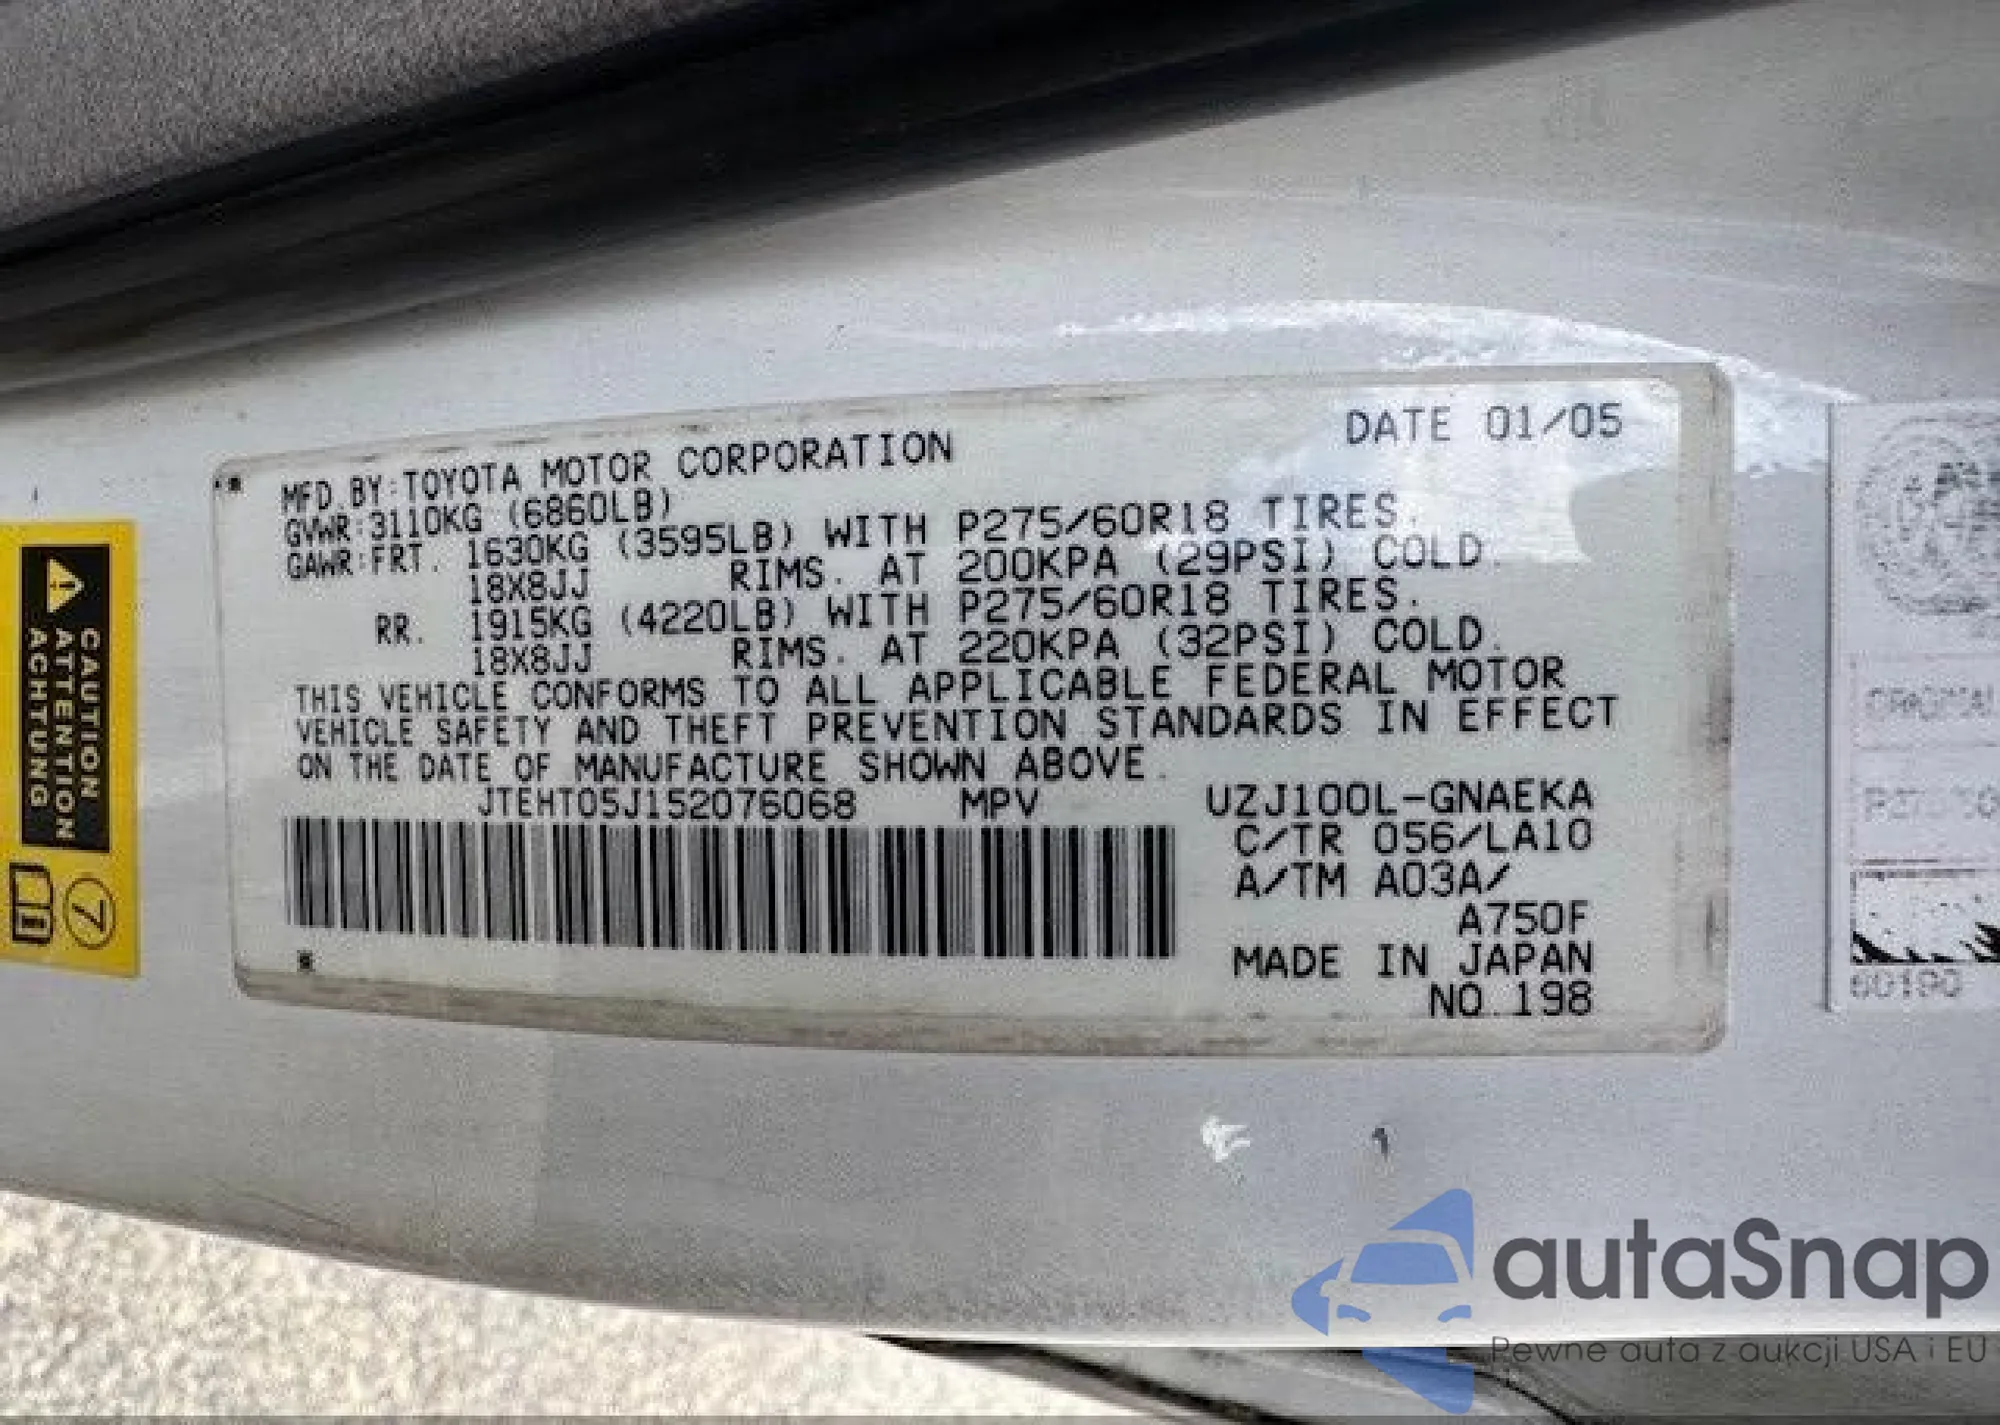 MFD.BY:TOYOTA MOTOR CORPORATION DATE 01/05
GVWR:3110KG (6860LB)
GAWR:FRT. 1630KG (3595LB) WITH P275/60R18 TIRES.
18X8JJ RIMS. AT 200KPA (29PSI) COLD.
RR. 1915KG (4220LB) WITH P275/60R18 TIRES.
18X8JJ RIMS. AT 220KPA (32PSI) COLD.
THIS VEHICLE CONFORMS TO ALL APPLICABLE FEDERAL MOTOR
VEHICLE SAFETY AND THEFT PREVENTION STANDARDS IN EFFECT
ON THE DATE OF MANUFACTURE SHOWN ABOVE.
JTEHT05J152076068 MPV UZJ100L-GNAEKA
C/TR 056/LA10
A/TM A03A/
A750F
MADE IN JAPAN
NO.198
CAUTION
ATTENTION
ACHTUNG
7
60190
autaSnap
Pewne auta z aukcji USA i EU